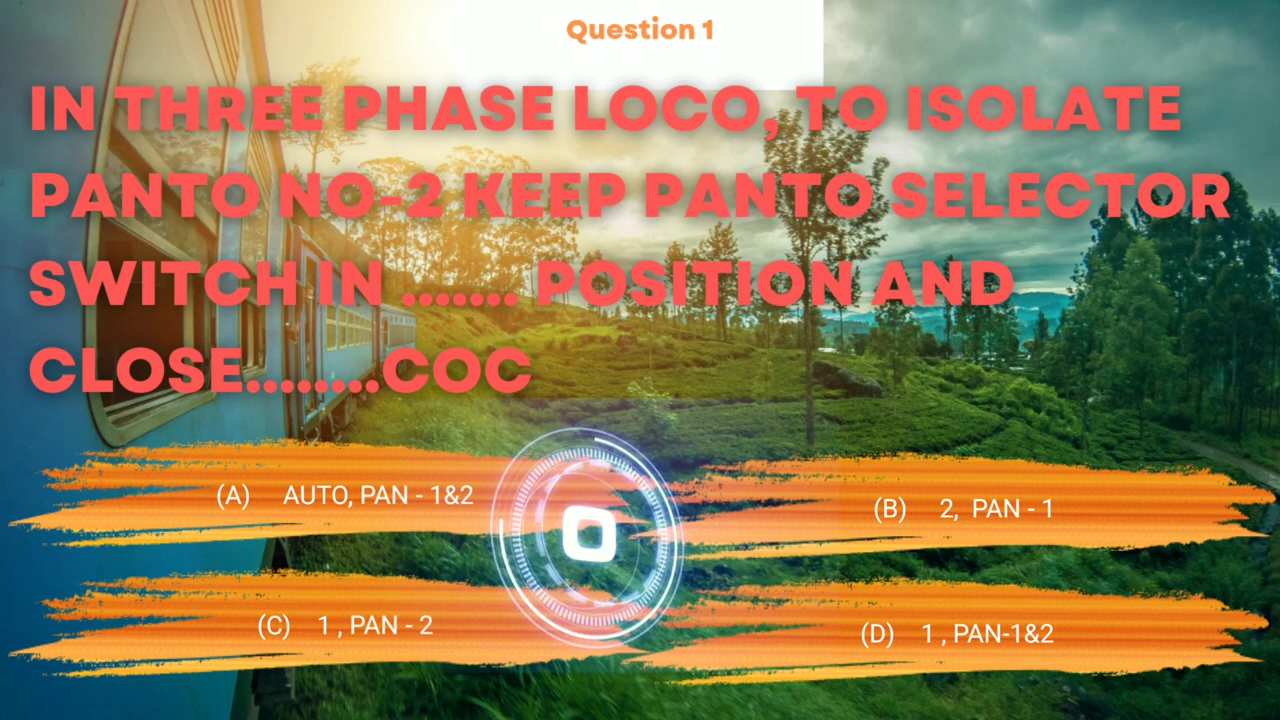 Question 1
IN THREE PHASE LOCO, TO ISOLATE
PANTO NO-2 KEEP PANTO SELECTOR
SWITCH IN ....... POSITION AND
CLOSE........COC
(A) AUTO, PAN - 1&2
(B) 2, PAN - 1
(C) 1 , PAN - 2
(D) 1 , PAN-1&2